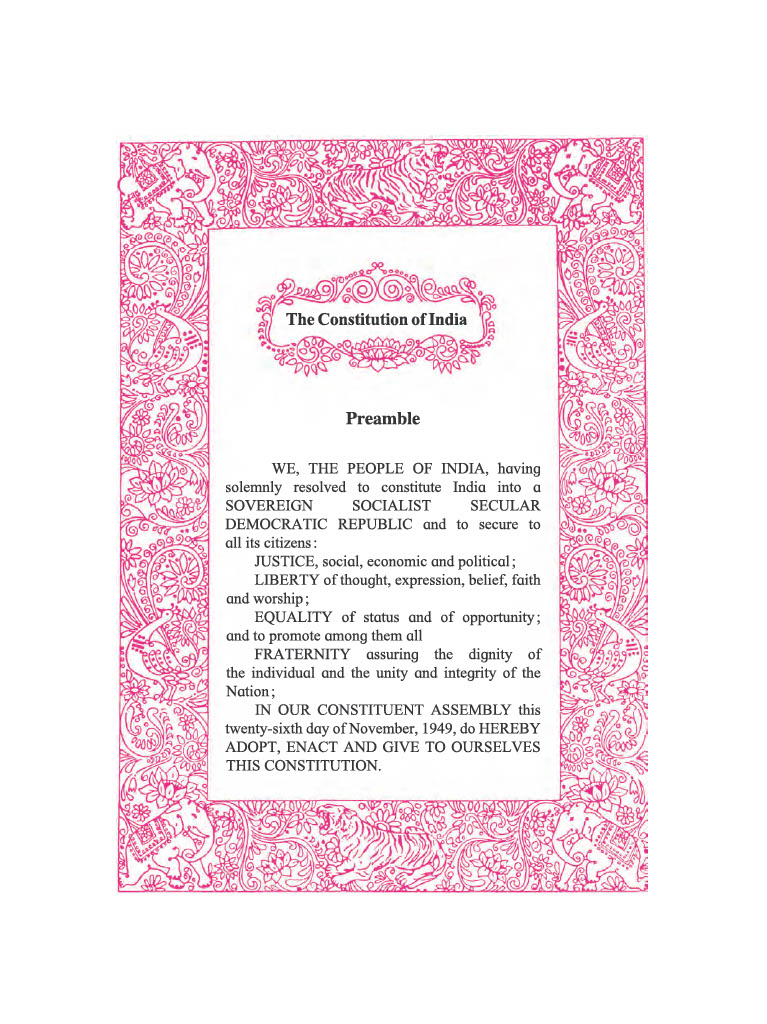 The Constitution of India
Preamble
WE, THE PEOPLE OF INDIA, having
solemnly resolved to constitute India into a
SOVEREIGN SOCIALIST SECULAR
DEMOCRATIC REPUBLIC and to secure to
all its citizens :
JUSTICE, social, economic and political ;
LIBERTY of thought, expression, belief, faith
and worship ;
EQUALITY of status and of opportunity ;
and to promote among them all
FRATERNITY assuring the dignity of
the individual and the unity and integrity of the
Nation ;
IN OUR CONSTITUENT ASSEMBLY this
twenty-sixth day of November, 1949, do HEREBY
ADOPT, ENACT AND GIVE TO OURSELVES
THIS CONSTITUTION.